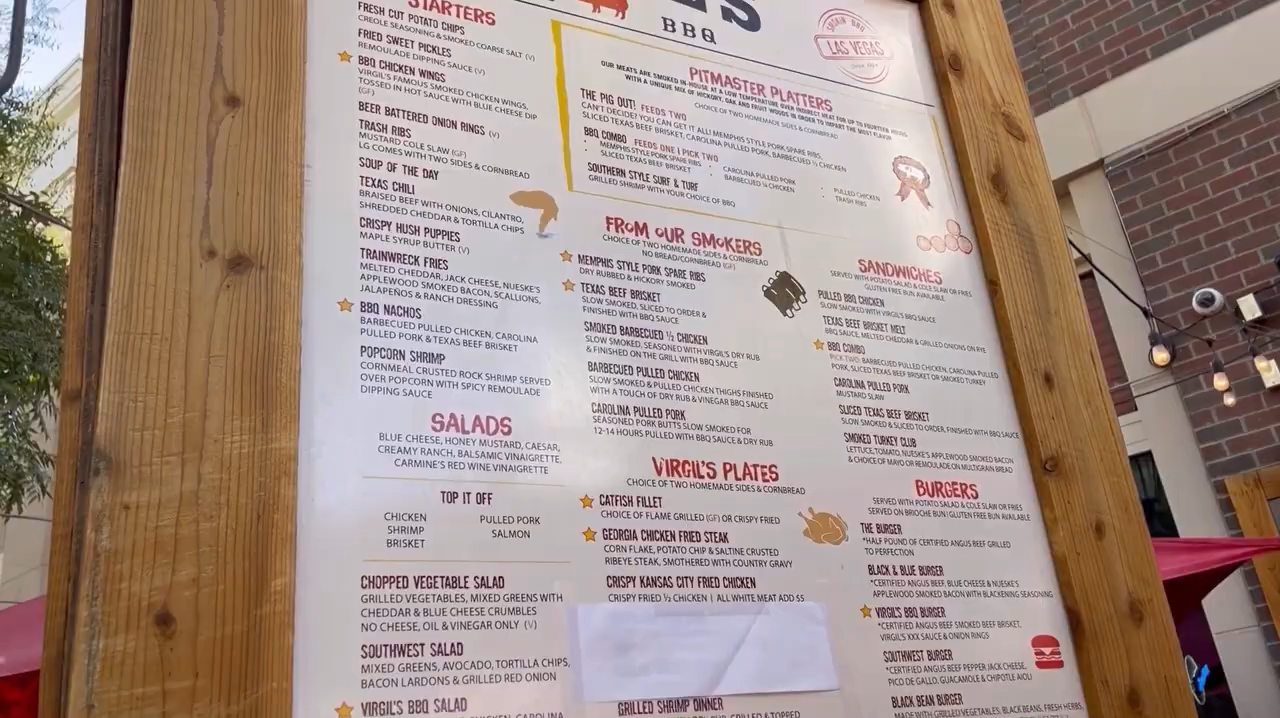 BBQ
SMOKIN' BBQ
LAS VEGAS
STARTERS
FRESH CUT POTATO CHIPS
CREOLE SEASONING & SMOKED COARSE SALT (V)
FRIED SWEET PICKLES
REMOULADE DIPPING SAUCE (V)
BBQ CHICKEN WINGS
VIRGIL'S FAMOUS SMOKED CHICKEN WINGS,
TOSSED IN HOT SAUCE WITH BLUE CHEESE DIP
(GF)
BEER BATTERED ONION RINGS (V)
TRASH RIBS
MUSTARD COLE SLAW (GF)
LG COMES WITH TWO SIDES & CORNBREAD
SOUP OF THE DAY
TEXAS CHILI
BRAISED BEEF WITH ONIONS, CILANTRO,
SHREDDED CHEDDAR & TORTILLA CHIPS
CRISPY HUSH PUPPIES
MAPLE SYRUP BUTTER (V)
TRAINWRECK FRIES
MELTED CHEDDAR, JACK CHEESE, NUESKE'S
APPLEWOOD SMOKED BACON, SCALLIONS,
JALAPEÑOS & RANCH DRESSING
BBQ NACHOS
BARBECUED PULLED CHICKEN, CAROLINA
PULLED PORK & TEXAS BEEF BRISKET
POPCORN SHRIMP
CORNMEAL CRUSTED ROCK SHRIMP SERVED
OVER POPCORN WITH SPICY REMOULADE
DIPPING SAUCE
SALADS
BLUE CHEESE, HONEY MUSTARD, CAESAR,
CREAMY RANCH, BALSAMIC VINAIGRETTE,
CARMINE'S RED WINE VINAIGRETTE
TOP IT OFF
CHICKEN
SHRIMP
BRISKET
PULLED PORK
SALMON
CHOPPED VEGETABLE SALAD
GRILLED VEGETABLES, MIXED GREENS WITH
CHEDDAR & BLUE CHEESE CRUMBLES
NO CHEESE, OIL & VINEGAR ONLY (V)
SOUTHWEST SALAD
MIXED GREENS, AVOCADO, TORTILLA CHIPS,
BACON LARDONS & GRILLED RED ONION
VIRGIL'S BBQ SALAD
CHICKEN, CAROLINA
PITMASTER PLATTERS
OUR MEATS ARE SMOKED IN-HOUSE AT A LOW TEMPERATURE OVER INDIRECT HEAT FOR UP TO FOURTEEN HOURS
WITH A UNIQUE MIX OF HICKORY, OAK AND FRUIT WOODS IN ORDER TO IMPART THE MOST FLAVOR
CHOICE OF TWO HOMEMADE SIDES & CORNBREAD
THE PIG OUT! FEEDS TWO
CAN'T DECIDE? YOU CAN GET IT ALL! MEMPHIS STYLE PORK SPARE RIBS,
SLICED TEXAS BEEF BRISKET, CAROLINA PULLED PORK, BARBECUED ½ CHICKEN
BBQ COMBO FEEDS ONE | PICK TWO
• MEMPHIS STYLE PORK SPARE RIBS • CAROLINA PULLED PORK • PULLED CHICKEN
• SLICED TEXAS BEEF BRISKET • BARBECUED ¼ CHICKEN • TRASH RIBS
SOUTHERN STYLE SURF & TURF
GRILLED SHRIMP WITH YOUR CHOICE OF BBQ
FROM OUR SMOKERS
CHOICE OF TWO HOMEMADE SIDES & CORNBREAD
NO BREAD/CORNBREAD (GF)
MEMPHIS STYLE PORK SPARE RIBS
DRY RUBBED & HICKORY SMOKED
TEXAS BEEF BRISKET
SLOW SMOKED, SLICED TO ORDER &
FINISHED WITH BBQ SAUCE
SMOKED BARBECUED ½ CHICKEN
SLOW SMOKED, SEASONED WITH VIRGIL'S DRY RUB
& FINISHED ON THE GRILL WITH BBQ SAUCE
BARBECUED PULLED CHICKEN
SLOW SMOKED & PULLED CHICKEN THIGHS FINISHED
WITH A TOUCH OF DRY RUB & VINEGAR BBQ SAUCE
CAROLINA PULLED PORK
SEASONED PORK BUTTS SLOW SMOKED FOR
12-14 HOURS PULLED WITH BBQ SAUCE & DRY RUB
VIRGIL'S PLATES
CHOICE OF TWO HOMEMADE SIDES & CORNBREAD
CATFISH FILLET
CHOICE OF FLAME GRILLED (GF) OR CRISPY FRIED
GEORGIA CHICKEN FRIED STEAK
CORN FLAKE, POTATO CHIP & SALTINE CRUSTED
RIBEYE STEAK, SMOTHERED WITH COUNTRY GRAVY
CRISPY KANSAS CITY FRIED CHICKEN
CRISPY FRIED ½ CHICKEN | ALL WHITE MEAT ADD $5
GRILLED SHRIMP DINNER
GRILLED & TOPPED
SANDWICHES
SERVED WITH POTATO SALAD & COLE SLAW OR FRIES
GLUTEN FREE BUN AVAILABLE
PULLED BBQ CHICKEN
SLOW SMOKED WITH VIRGIL'S BBQ SAUCE
TEXAS BEEF BRISKET MELT
BBQ SAUCE, MELTED CHEDDAR & GRILLED ONIONS ON RYE
BBQ COMBO
PICK TWO: BARBECUED PULLED CHICKEN, CAROLINA PULLED
PORK, SLICED TEXAS BEEF BRISKET OR SMOKED TURKEY
CAROLINA PULLED PORK
MUSTARD SLAW
SLICED TEXAS BEEF BRISKET
SLOW SMOKED & SLICED TO ORDER, FINISHED WITH BBQ SAUCE
SMOKED TURKEY CLUB
LETTUCE, TOMATO, NUESKE'S APPLEWOOD SMOKED BACON
& CHOICE OF MAYO OR REMOULADE ON MULTIGRAIN BREAD
BURGERS
SERVED WITH POTATO SALAD & COLE SLAW OR FRIES
SERVED ON BRIOCHE BUN | GLUTEN FREE BUN AVAILABLE
THE BURGER
*HALF POUND OF CERTIFIED ANGUS BEEF GRILLED
TO PERFECTION
BLACK & BLUE BURGER
*CERTIFIED ANGUS BEEF, BLUE CHEESE & NUESKE'S
APPLEWOOD SMOKED BACON WITH BLACKENING SEASONING
VIRGIL'S BBQ BURGER
*CERTIFIED ANGUS BEEF SMOKED BEEF BRISKET,
VIRGIL'S XXX SAUCE & ONION RINGS
SOUTHWEST BURGER
*CERTIFIED ANGUS BEEF PEPPER JACK CHEESE,
PICO DE GALLO, GUACAMOLE & CHIPOTLE AIOLI
BLACK BEAN BURGER
MADE WITH GRILLED VEGETABLES, BLACK BEANS, FRESH HERBS,